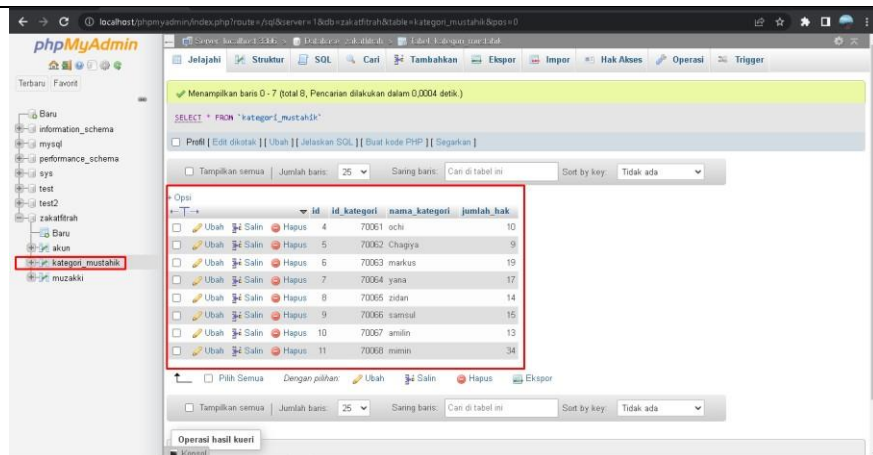 localhost/phpmyadmin/index.php?route=/sql&server=1&db=zakatfitrah&table=kategori_mustahik&pos=0
phpMyAdmin
Terbaru Favorit
Baru
information_schema
mysql
performance_schema
sys
test
test2
zakatfitrah
Baru
akun
kategori_mustahik
muzakki
Server: localhost:3306 » Database: zakatfitrah » Tabel: kategori_mustahik
Jelajahi Struktur SQL Cari Tambahkan Ekspor Impor Hak Akses Operasi Trigger
Menampilkan baris 0 - 7 (total 8, Pencarian dilakukan dalam 0,0004 detik.)
SELECT * FROM `kategori_mustahik`
Profil [ Edit dikotak ] [ Ubah ] [ Jelaskan SQL ] [ Buat kode PHP ] [ Segarkan ]
Tampilkan semua | Jumlah baris: 25 Saring baris: Cari di tabel ini Sort by key: Tidak ada
+ Opsi
←T→ id id_kategori nama_kategori jumlah_hak
Ubah Salin Hapus 4 70061 ochi 10
Ubah Salin Hapus 5 70062 Chagiya 9
Ubah Salin Hapus 6 70063 markus 19
Ubah Salin Hapus 7 70064 yana 17
Ubah Salin Hapus 8 70065 zidan 14
Ubah Salin Hapus 9 70066 samsul 15
Ubah Salin Hapus 10 70067 amilin 13
Ubah Salin Hapus 11 70068 mimin 34
Pilih Semua Dengan pilihan: Ubah Salin Hapus Ekspor
Tampilkan semua | Jumlah baris: 25 Saring baris: Cari di tabel ini Sort by key: Tidak ada
Operasi hasil kueri
Konsol